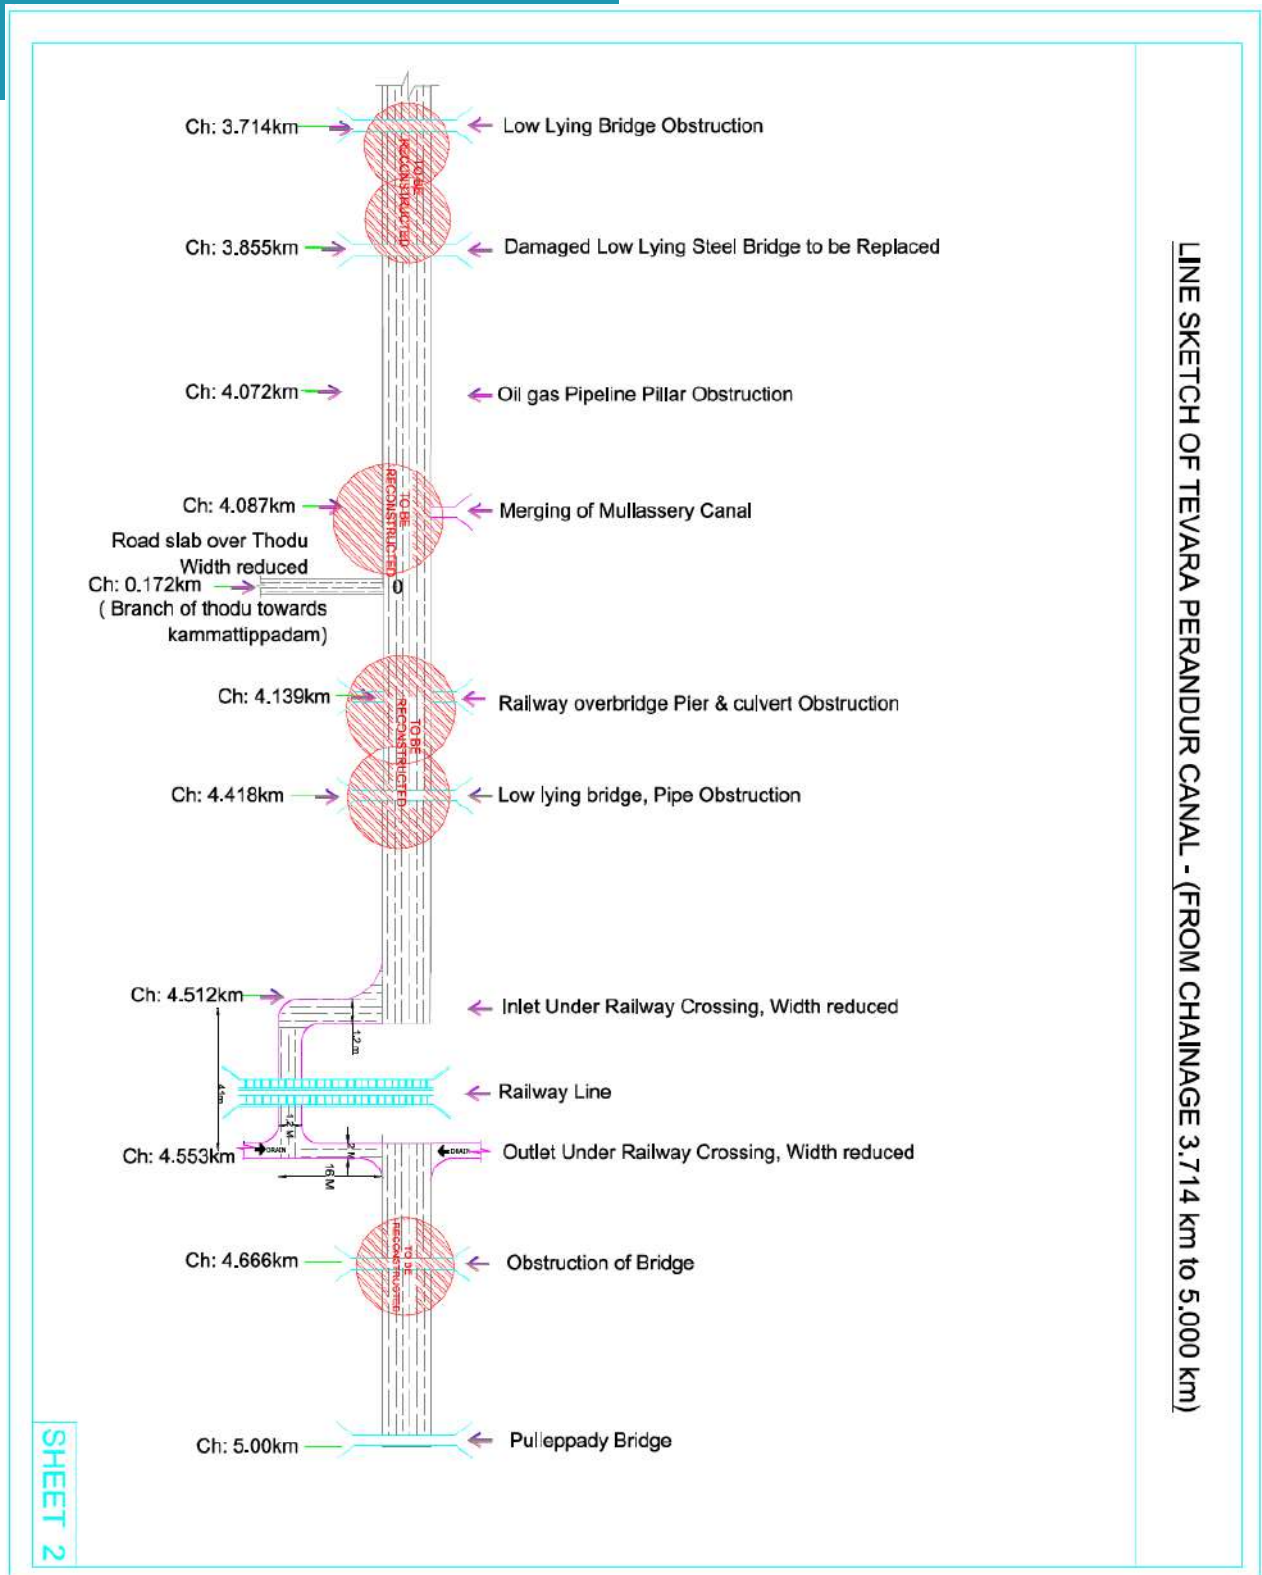 LINE SKETCH OF TEVARA PERANDUR CANAL - (FROM CHAINAGE 3.714 km to 5.000 km)
Ch: 3.714km
Low Lying Bridge Obstruction
TO BE
RECONSTRUCTED
Ch: 3.855km
Damaged Low Lying Steel Bridge to be Replaced
Ch: 4.072km
Oil gas Pipeline Pillar Obstruction
TO BE
RECONSTRUCTED
Ch: 4.087km
Merging of Mullassery Canal
Road slab over Thodu
Width reduced
Ch: 0.172km
0
( Branch of thodu towards
kammattippadam)
Ch: 4.139km
Railway overbridge Pier & culvert Obstruction
TO BE
RECONSTRUCTED
Ch: 4.418km
Low lying bridge, Pipe Obstruction
Ch: 4.512km
Inlet Under Railway Crossing, Width reduced
1.2 m
41m
Railway Line
1.2 M
Ch: 4.553km
DRAIN
2 M
DRAIN
Outlet Under Railway Crossing, Width reduced
16 M
Ch: 4.666km
TO BE
RECONSTRUCTED
Obstruction of Bridge
Ch: 5.00km
Pulleppady Bridge
SHEET 2